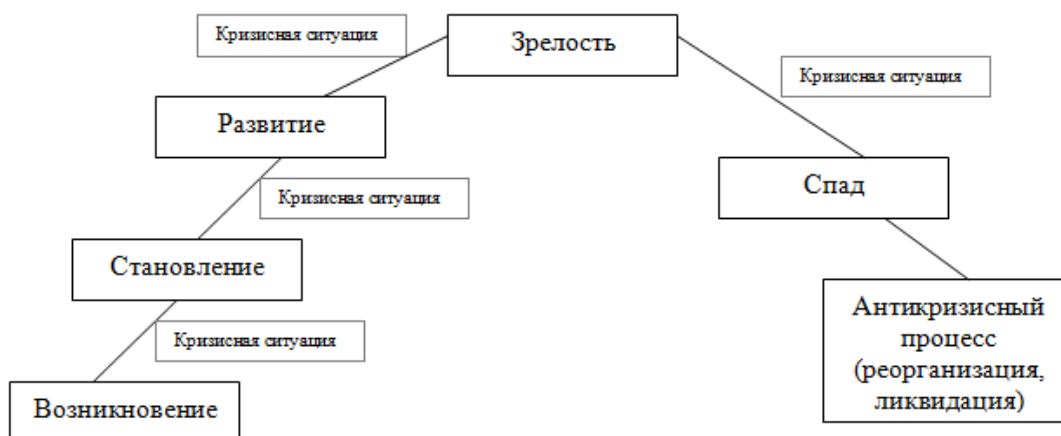 Кризисная ситуация
Зрелость
Кризисная ситуация
Развитие
Спад
Кризисная ситуация
Становление
Антикризисный
процесс
(реорганизация,
ликвидация)
Кризисная ситуация
Возникновение